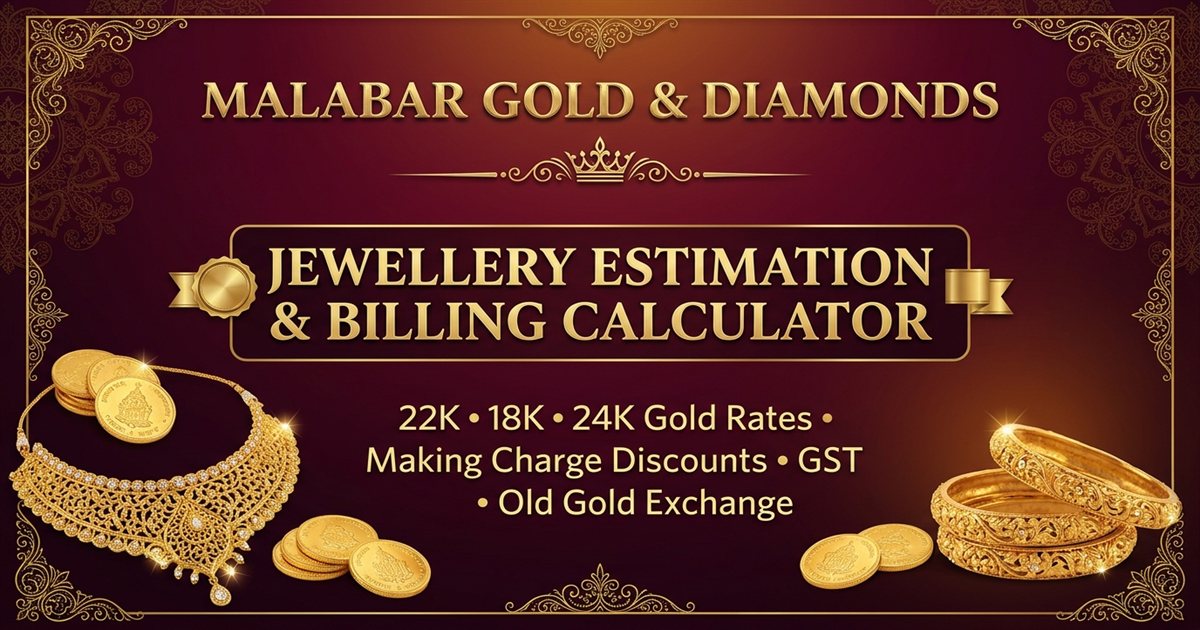 MALABAR GOLD & DIAMONDS
JEWELLERY ESTIMATION
& BILLING CALCULATOR
22K • 18K • 24K Gold Rates •
Making Charge Discounts • GST
• Old Gold Exchange